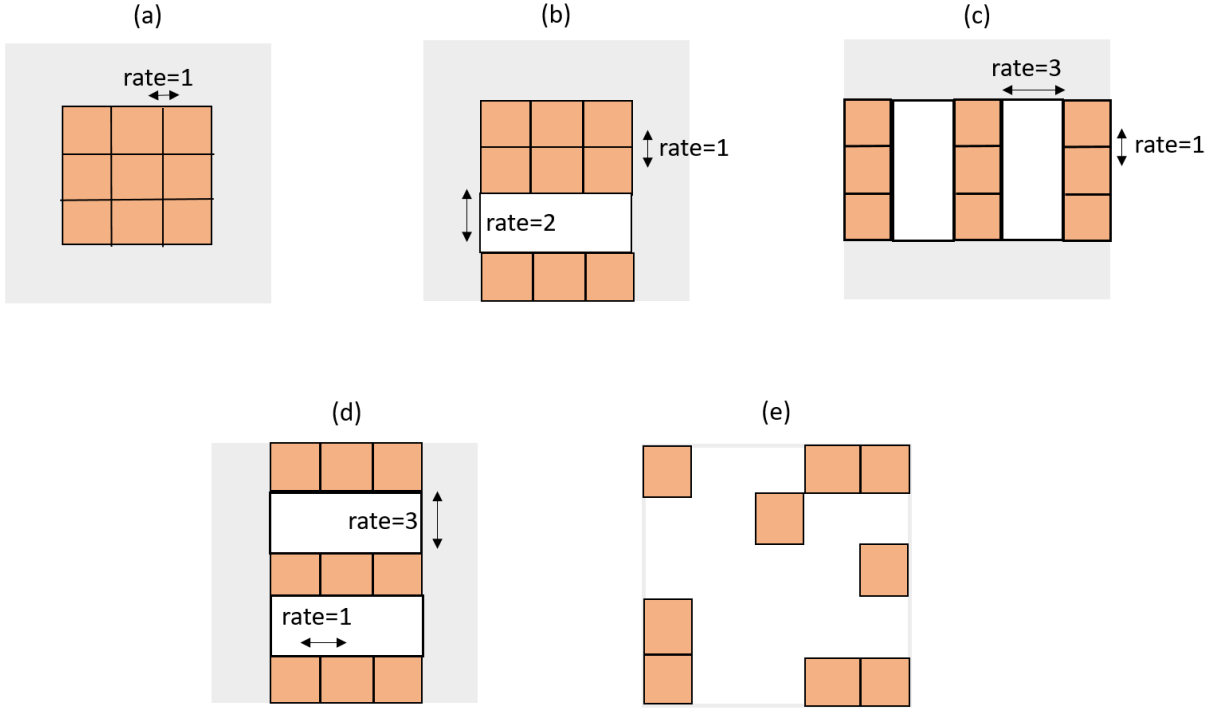 (a)
(b)
(c)
rate=1
rate=1
rate=2
rate=3
rate=1
(d)
(e)
rate=3
rate=1